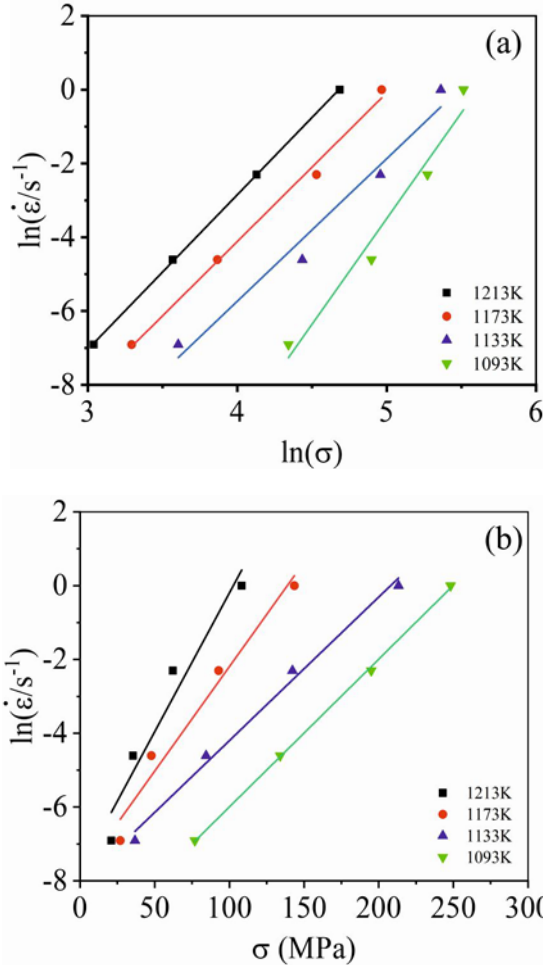 (a)
2
0
-2
-4
-6
-8
ln(ε̇/s⁻¹)
1213K
1173K
1133K
1093K
3 4 5 6
ln(σ)
(b)
2
0
-2
-4
-6
-8
ln(ε̇/s⁻¹)
1213K
1173K
1133K
1093K
0 50 100 150 200 250 300
σ (MPa)